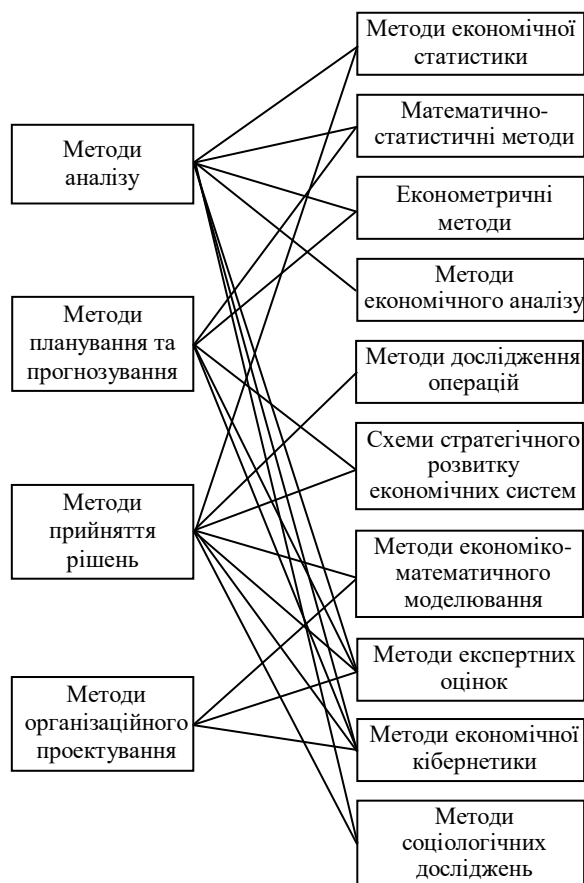 Методи
аналізу
Методи
планування та
прогнозування
Методи
прийняття
рішень
Методи
організаційного
проектування
Методи економічної
статистики
Математично-
статистичні методи
Економетричні
методи
Методи
економічного аналізу
Методи дослідження
операцій
Схеми стратегічного
розвитку
економічних систем
Методи економіко-
математичного
моделювання
Методи експертних
оцінок
Методи економічної
кібернетики
Методи
соціологічних
досліджень